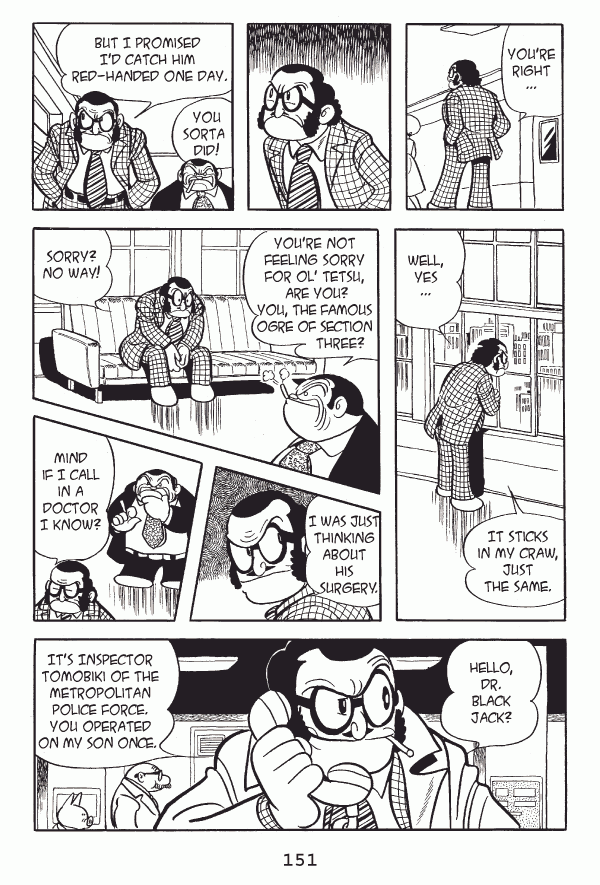 YOU'RE
RIGHT
...
YOU
SORTA
DID!
BUT I PROMISED
I'D CATCH HIM
RED-HANDED ONE DAY.
WELL,
YES
...
IT STICKS
IN MY CRAW,
JUST
THE SAME.
YOU'RE NOT
FEELING SORRY
FOR OL' TETSU,
ARE YOU?
YOU, THE FAMOUS
OGRE OF SECTION
THREE?
SORRY?
NO WAY!
I WAS JUST
THINKING
ABOUT
HIS
SURGERY.
MIND
IF I CALL
IN A
DOCTOR
I KNOW?
HELLO,
DR.
BLACK
JACK?
IT'S INSPECTOR
TOMOBIKI OF THE
METROPOLITAN
POLICE FORCE.
YOU OPERATED
ON MY SON ONCE.
151